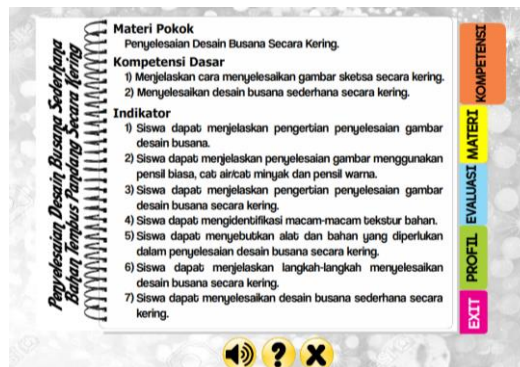 Penyelesaian Desain Busana Sederhana
Bahan Tembus Pandang Secara Kering
Materi Pokok
Penyelesaian Desain Busana Secara Kering.
Kompetensi Dasar
1) Menjelaskan cara menyelesaikan gambar sketsa secara kering.
2) Menyelesaikan desain busana sederhana secara kering.
Indikator
1) Siswa dapat menjelaskan pengertian penyelesaian gambar
desain busana.
2) Siswa dapat menjelaskan penyelesaian gambar menggunakan
pensil biasa, cat air/cat minyak dan pensil warna.
3) Siswa dapat menjelaskan pengertian penyelesaian gambar
desain busana secara kering.
4) Siswa dapat mengidentifikasi macam-macam tekstur bahan.
5) Siswa dapat menyebutkan alat dan bahan yang diperlukan
dalam penyelesaian desain busana secara kering.
6) Siswa dapat menjelaskan langkah-langkah menyelesaikan
desain busana secara kering.
7) Siswa dapat menyelesaikan desain busana sederhana secara
kering.
KOMPETENSI
MATERI
EVALUASI
PROFIL
EXIT
?
X